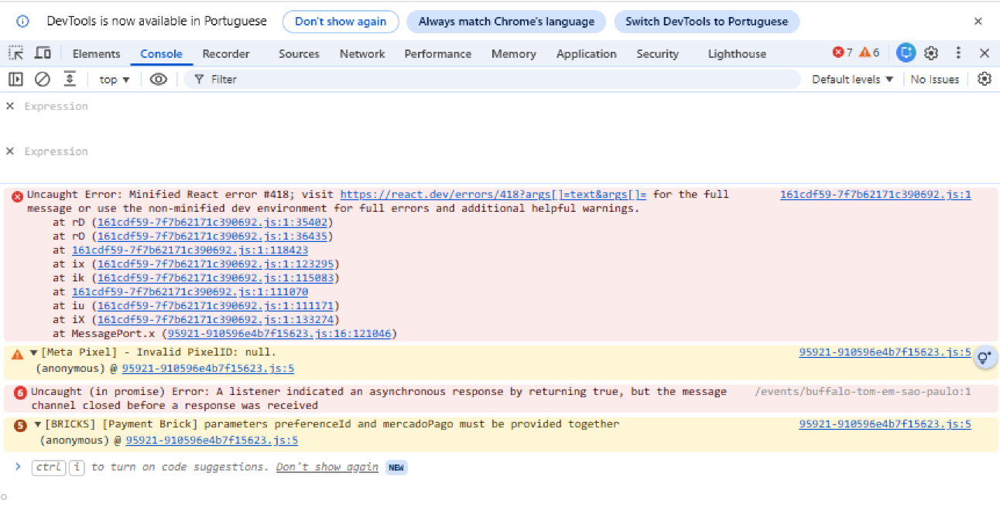 DevTools is now available in Portuguese Don't show again Always match Chrome's language Switch DevTools to Portuguese
Elements Console Recorder Sources Network Performance Memory Application Security Lighthouse 7 6
top Filter Default levels No Issues
Expression
Expression
Uncaught Error: Minified React error #418; visit https://react.dev/errors/418?args[]=text&args[]= for the full 161cdf59-7f7b62171c390692.js:1
message or use the non-minified dev environment for full errors and additional helpful warnings.
at rD (161cdf59-7f7b62171c390692.js:1:35402)
at rO (161cdf59-7f7b62171c390692.js:1:36435)
at 161cdf59-7f7b62171c390692.js:1:118423
at ix (161cdf59-7f7b62171c390692.js:1:123295)
at ik (161cdf59-7f7b62171c390692.js:1:115083)
at 161cdf59-7f7b62171c390692.js:1:111070
at iu (161cdf59-7f7b62171c390692.js:1:111171)
at iX (161cdf59-7f7b62171c390692.js:1:133274)
at MessagePort.x (95921-910596e4b7f15623.js:16:121046)
[Meta Pixel] - Invalid PixelID: null. 95921-910596e4b7f15623.js:5
(anonymous) @ 95921-910596e4b7f15623.js:5
6 Uncaught (in promise) Error: A listener indicated an asynchronous response by returning true, but the message /events/buffalo-tom-em-sao-paulo:1
channel closed before a response was received
5 [BRICKS] [Payment Brick] parameters preferenceId and mercadoPago must be provided together 95921-910596e4b7f15623.js:5
(anonymous) @ 95921-910596e4b7f15623.js:5
ctrl i to turn on code suggestions. Don't show again NEW